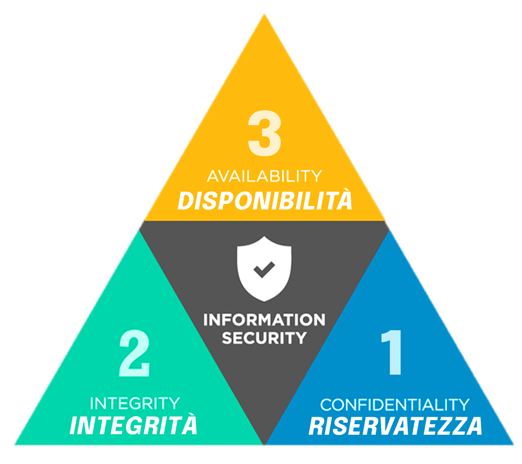 3
AVAILABILITY
DISPONIBILITÀ
INFORMATION
SECURITY
2
INTEGRITY
INTEGRITÀ
1
CONFIDENTIALITY
RISERVATEZZA